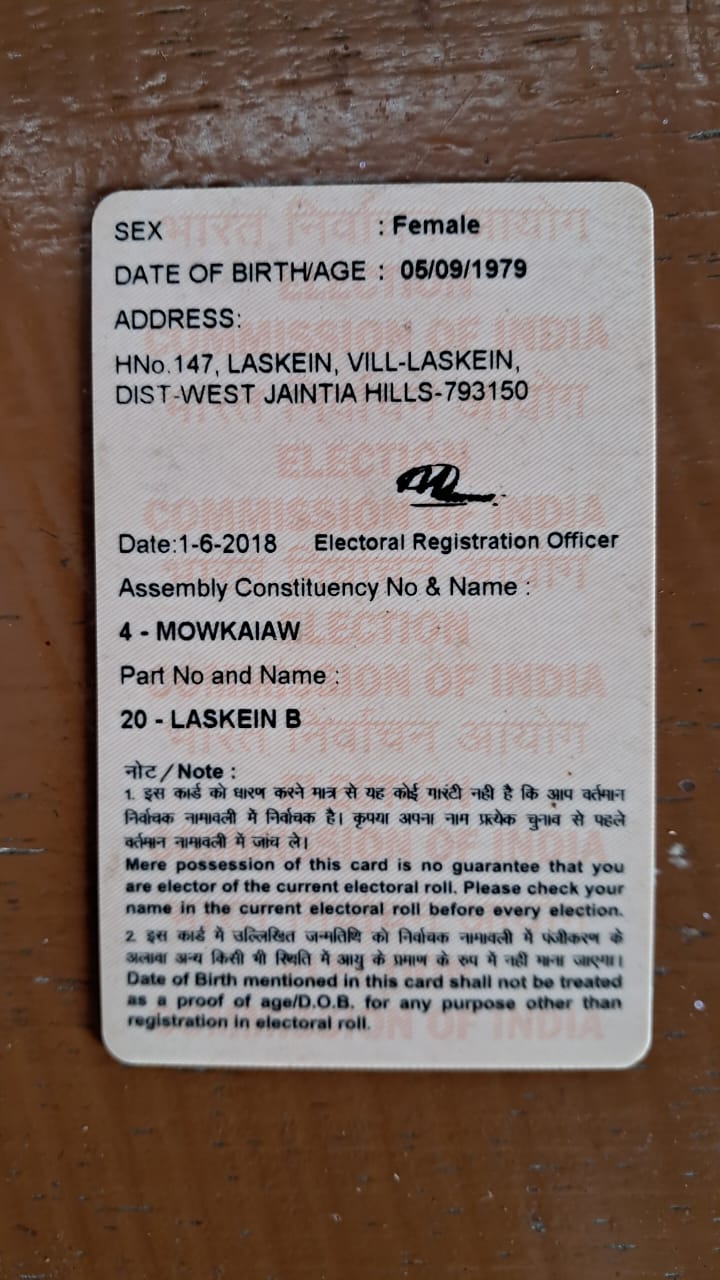 SEX : Female
DATE OF BIRTH/AGE : 05/09/1979
ADDRESS:
HNo.147, LASKEIN, VILL-LASKEIN,
DIST-WEST JAINTIA HILLS-793150
Date:1-6-2018 Electoral Registration Officer
Assembly Constituency No & Name :
4 - MOWKAIAW
Part No and Name :
20 - LASKEIN B
नोट / Note :
1. इस कार्ड को धारण करने मात्र से यह कोई गारंटी नही है कि आप वर्तमान
निर्वाचक नामावली में निर्वाचक है। कृपया अपना नाम प्रत्येक चुनाव से पहले
वर्तमान नामावली में जांच ले।
Mere possession of this card is no guarantee that you
are elector of the current electoral roll. Please check your
name in the current electoral roll before every election.
2. इस कार्ड में उल्लिखित जन्मतिथि को निर्वाचक नामावली में पंजीकरण के
अलावा अन्य किसी भी स्थिति में आयु के प्रमाण के रुप में नही माना जाएगा।
Date of Birth mentioned in this card shall not be treated
as a proof of age/D.O.B. for any purpose other than
registration in electoral roll.